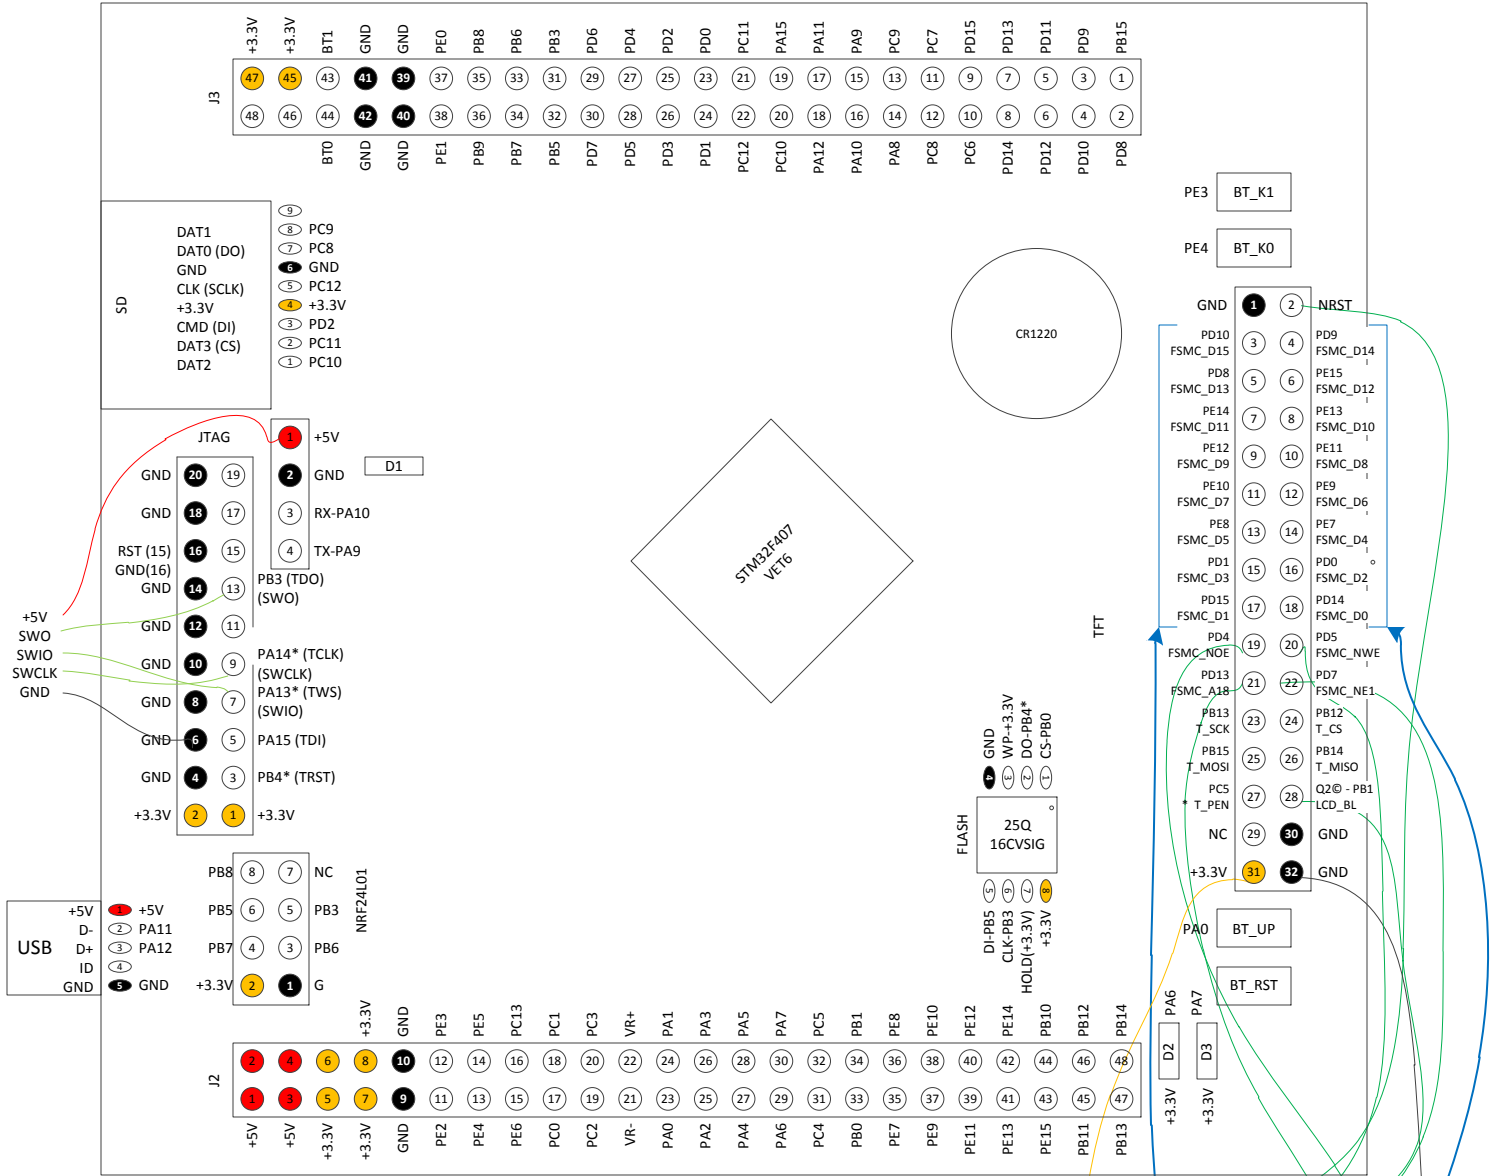 +3.3V +3.3V BT1 GND GND PE0 PB8 PB6 PB3 PD6 PD4 PD2 PD0 PC11 PA15 PA11 PA9 PC9 PC7 PD15 PD13 PD11 PD9 PB15
J3
47 45 43 41 39 37 35 33 31 29 27 25 23 21 19 17 15 13 11 9 7 5 3 1
48 46 44 42 40 38 36 34 32 30 28 26 24 22 20 18 16 14 12 10 8 6 4 2
BT0 GND GND PE1 PB9 PB7 PB5 PD7 PD5 PD3 PD1 PC12 PC10 PA12 PA10 PA8 PC8 PC6 PD14 PD12 PD10 PD8
PE3 BT_K1
PE4 BT_K0
SD
9
DAT1 8 PC9
DAT0 (DO) 7 PC8
GND 6 GND
CLK (SCLK) 5 PC12
+3.3V 4 +3.3V
CMD (DI) 3 PD2
DAT3 (CS) 2 PC11
DAT2 1 PC10
CR1220
STM32F407
VET6
TFT
GND 1 2 NRST
PD10 PD9
FSMC_D15 3 4 FSMC_D14
PD8 PE15
FSMC_D13 5 6 FSMC_D12
PE14 PE13
FSMC_D11 7 8 FSMC_D10
PE12 PE11
FSMC_D9 9 10 FSMC_D8
PE10 PE9
FSMC_D7 11 12 FSMC_D6
PE8 PE7
FSMC_D5 13 14 FSMC_D4
PD1 PD0
FSMC_D3 15 16 FSMC_D2
PD15 PD14
FSMC_D1 17 18 FSMC_D0
PD4 PD5
FSMC_NOE 19 20 FSMC_NWE
PD13 PD7
FSMC_A18 21 22 FSMC_NE1
PB13 PB12
T_SCK 23 24 T_CS
PB15 PB14
T_MOSI 25 26 T_MISO
PC5 Q2© - PB1
* T_PEN 27 28 LCD_BL
NC 29 30 GND
+3.3V 31 32 GND
PA0 BT_UP
BT_RST
JTAG
1 +5V
2 GND
3 RX-PA10
4 TX-PA9
D1
GND 20 19
GND 18 17
RST (15) 16 15
GND(16)
GND 14 13 PB3 (TDO)
(SWO)
GND 12 11
GND 10 9 PA14* (TCLK)
(SWCLK)
GND 8 7 PA13* (TWS)
(SWIO)
GND 6 5 PA15 (TDI)
GND 4 3 PB4* (TRST)
+3.3V 2 1 +3.3V
+5V
SWO
SWIO
SWCLK
GND
PB8 8 7 NC
PB5 6 5 PB3
PB7 4 3 PB6
+3.3V 2 1 G
NRF24L01
USB
+5V 1 +5V
D- 2 PA11
D+ 3 PA12
ID 4
GND 5 GND
GND WP-+3.3V DO-PB4* CS-PB0
4 3 2 1
FLASH
25Q
16CVSIG
5 6 7 8
DI-PB5 CLK-PB3 HOLD(+3.3V) +3.3V
PA6 PA7
D2 D3
+3.3V +3.3V
+3.3V GND PE3 PE5 PC13 PC1 PC3 VR+ PA1 PA3 PA5 PA7 PC5 PB1 PE8 PE10 PE12 PE14 PB10 PB12 PB14
J2
2 4 6 8 10 12 14 16 18 20 22 24 26 28 30 32 34 36 38 40 42 44 46 48
1 3 5 7 9 11 13 15 17 19 21 23 25 27 29 31 33 35 37 39 41 43 45 47
+5V +5V +3.3V +3.3V GND PE2 PE4 PE6 PC0 PC2 VR- PA0 PA2 PA4 PA6 PC4 PB0 PE7 PE9 PE11 PE13 PE15 PB11 PB13